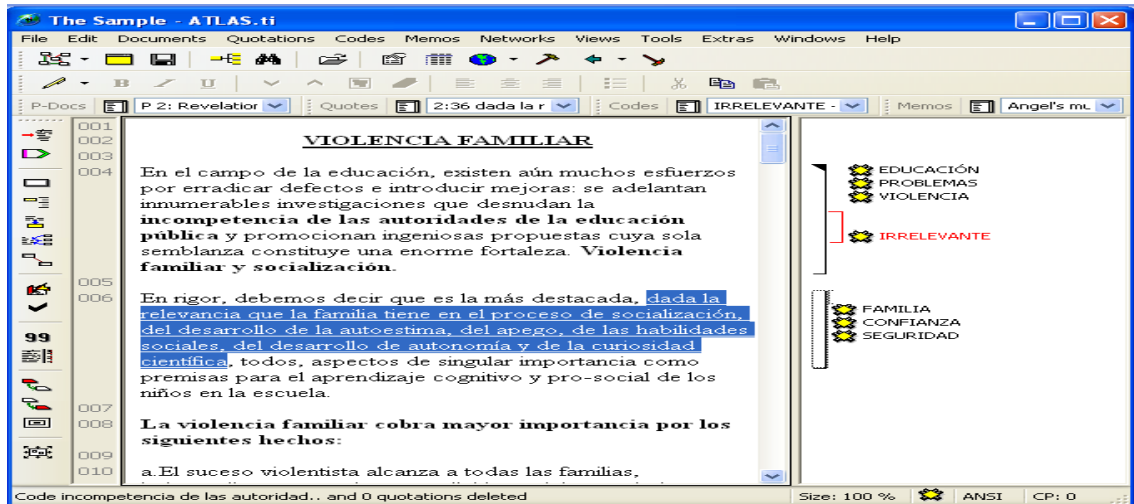 The Sample - ATLAS.ti
File Edit Documents Quotations Codes Memos Networks Views Tools Extras Windows Help
B U
P-Docs P 2: Revelatior Quotes 2:36 dada la r Codes IRRELEVANTE - Memos Angel's mu
001
002 VIOLENCIA FAMILIAR
003
004 En el campo de la educación, existen aún muchos esfuerzos
por erradicar defectos e introducir mejoras: se adelantan
innumerables investigaciones que desnudan la
incompetencia de las autoridades de la educación
pública y promocionan ingeniosas propuestas cuya sola
semblanza constituye una enorme fortaleza. Violencia
familiar y socialización.
005
006 En rigor, debemos decir que es la más destacada, dada la
relevancia que la familia tiene en el proceso de socialización,
del desarrollo de la autoestima, del apego, de las habilidades
sociales, del desarrollo de autonomía y de la curiosidad
científica, todos, aspectos de singular importancia como
premisas para el aprendizaje cognitivo y pro-social de los
niños en la escuela.
007
008 La violencia familiar cobra mayor importancia por los
siguientes hechos:
009
010 a.El suceso violentista alcanza a todas las familias,
EDUCACIÓN
PROBLEMAS
VIOLENCIA
IRRELEVANTE
FAMILIA
CONFIANZA
SEGURIDAD
99
Code incompetencia de las autoridad.. and 0 quotations deleted Size: 100 % ANSI CP: 0